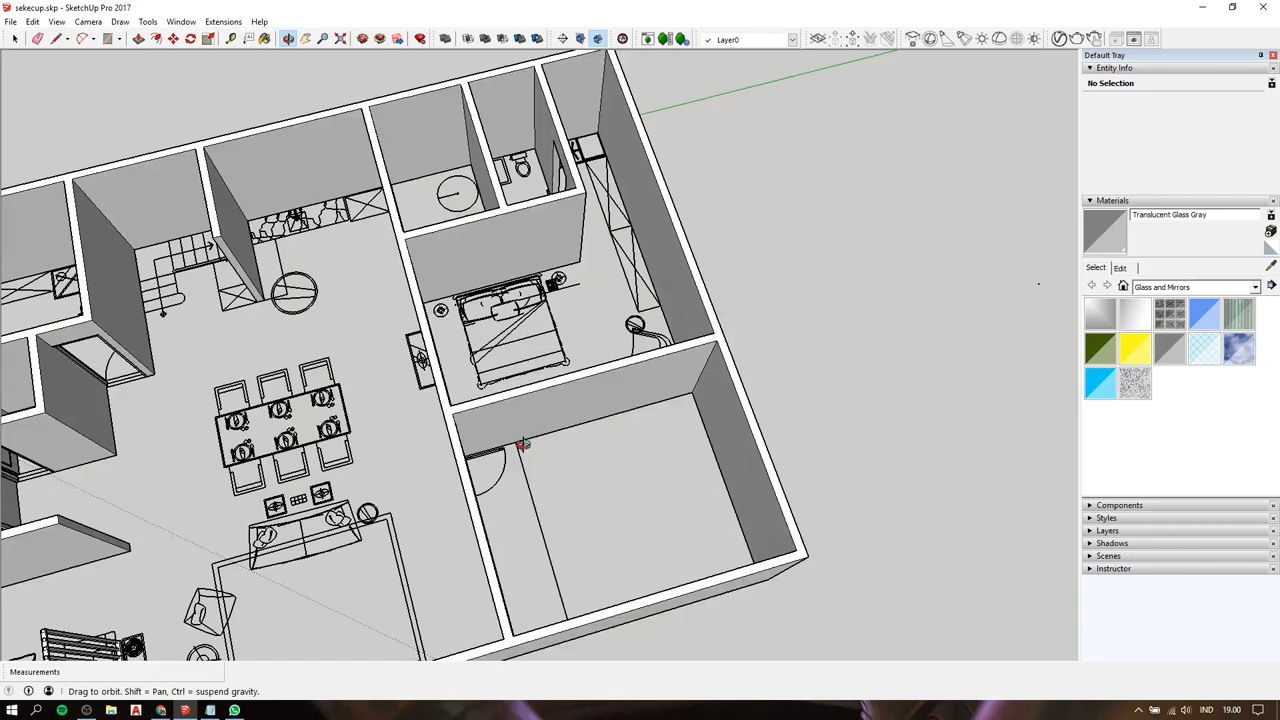 sekecup.skp - SketchUp Pro 2017
File Edit View Camera Draw Tools Window Extensions Help
Layer0
Default Tray
Entity Info
No Selection
Materials
Translucent Glass Gray
Select Edit
Glass and Mirrors
Components
Styles
Layers
Shadows
Scenes
Instructor
Measurements
Drag to orbit. Shift = Pan, Ctrl = suspend gravity.
IND 19.00